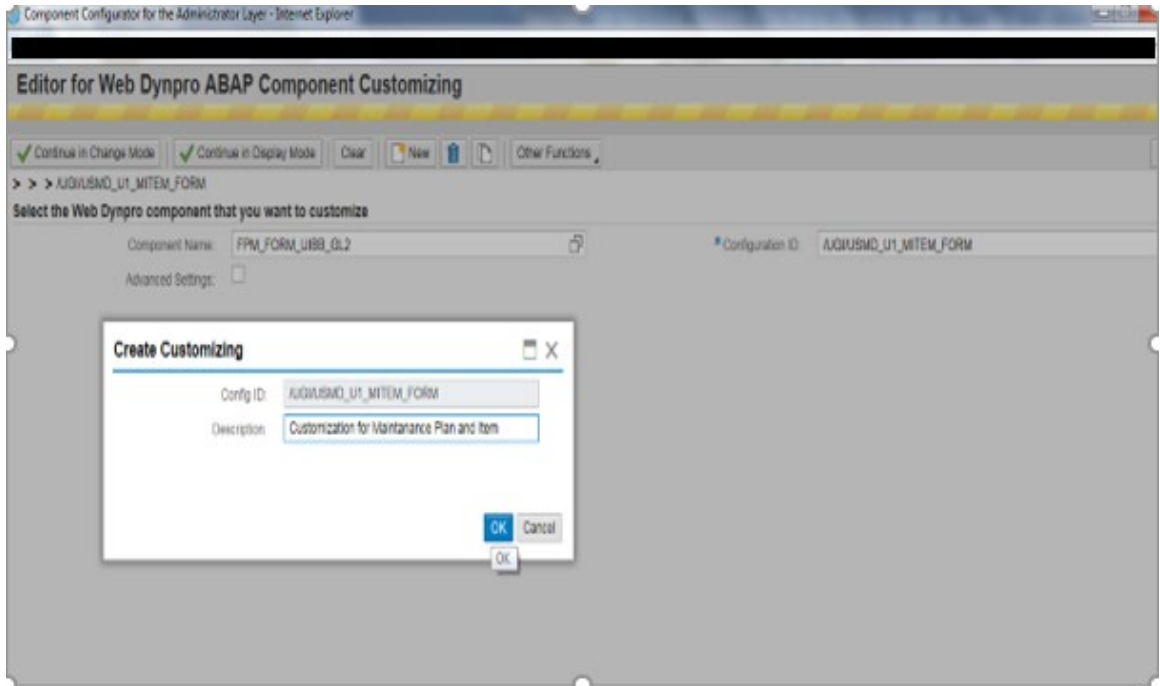 Component Configurator for the Administrator Layer - Internet Explorer
Editor for Web Dynpro ABAP Component Customizing
Continue in Change Mode Continue in Display Mode Clear New Other Functions
> > > /UGI/USMD_U1_MITEM_FORM
Select the Web Dynpro component that you want to customize
Component Name: FPM_FORM_UIBB_GL2 * Configuration ID: /UGI/USMD_U1_MITEM_FORM
Advanced Settings:
Create Customizing
Config ID: /UGI/USMD_U1_MITEM_FORM
Description: Customization for Maintanance Plan and Item
OK Cancel
OK